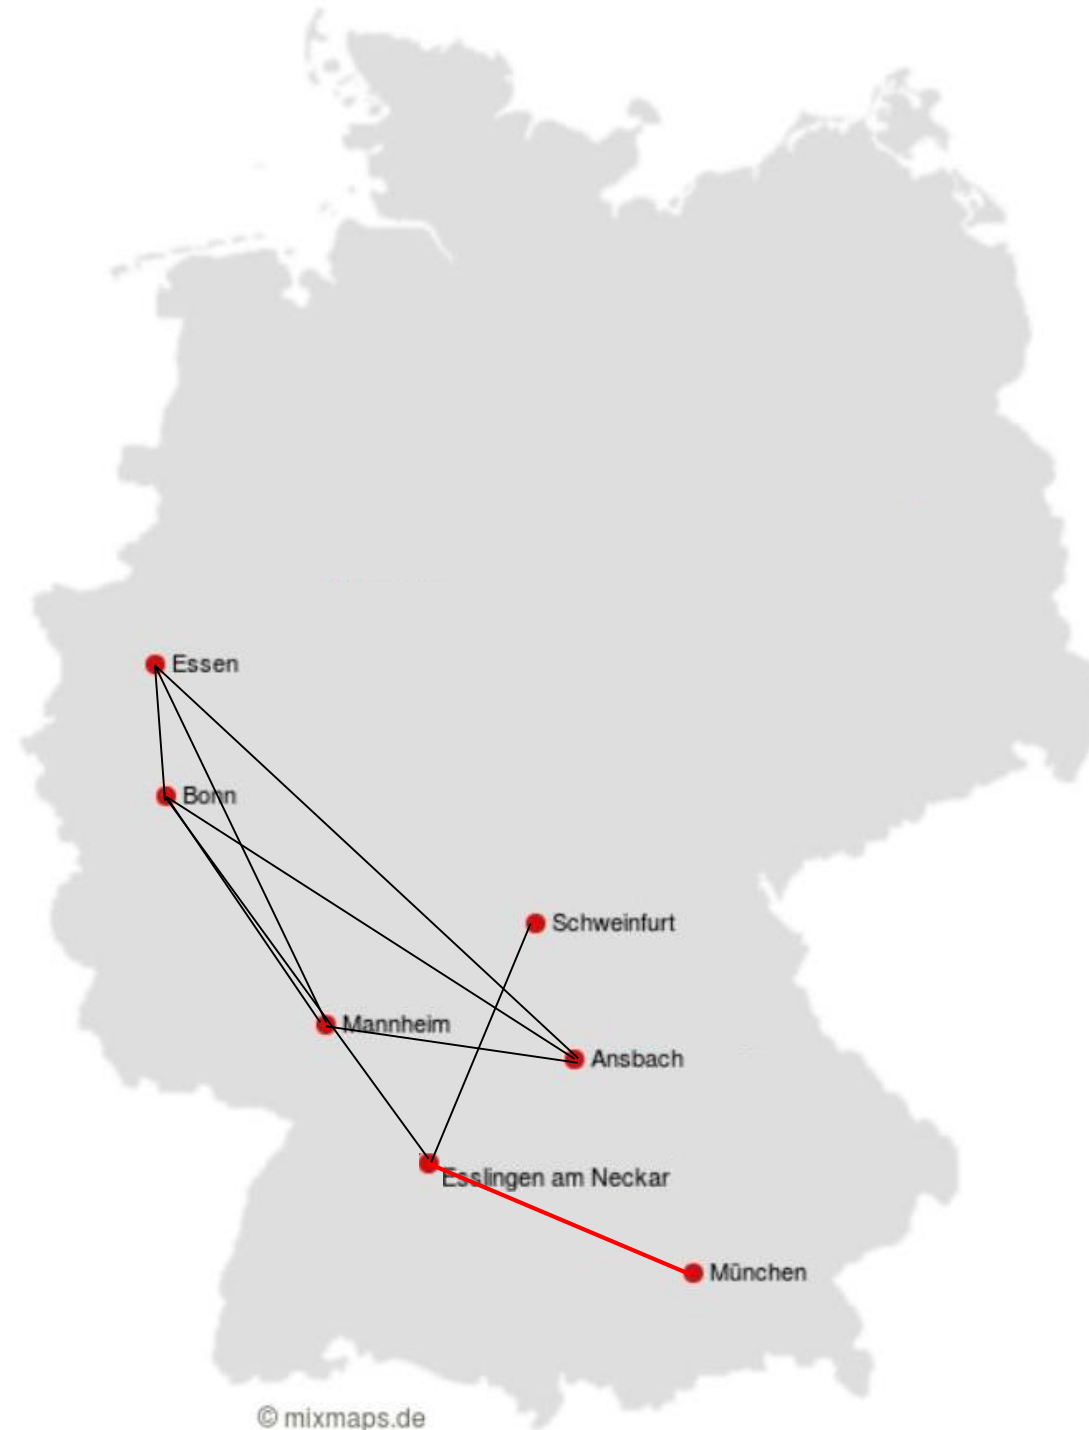 Essen
Bonn
Schweinfurt
Mannheim
Ansbach
Esslingen am Neckar
München
© mixmaps.de